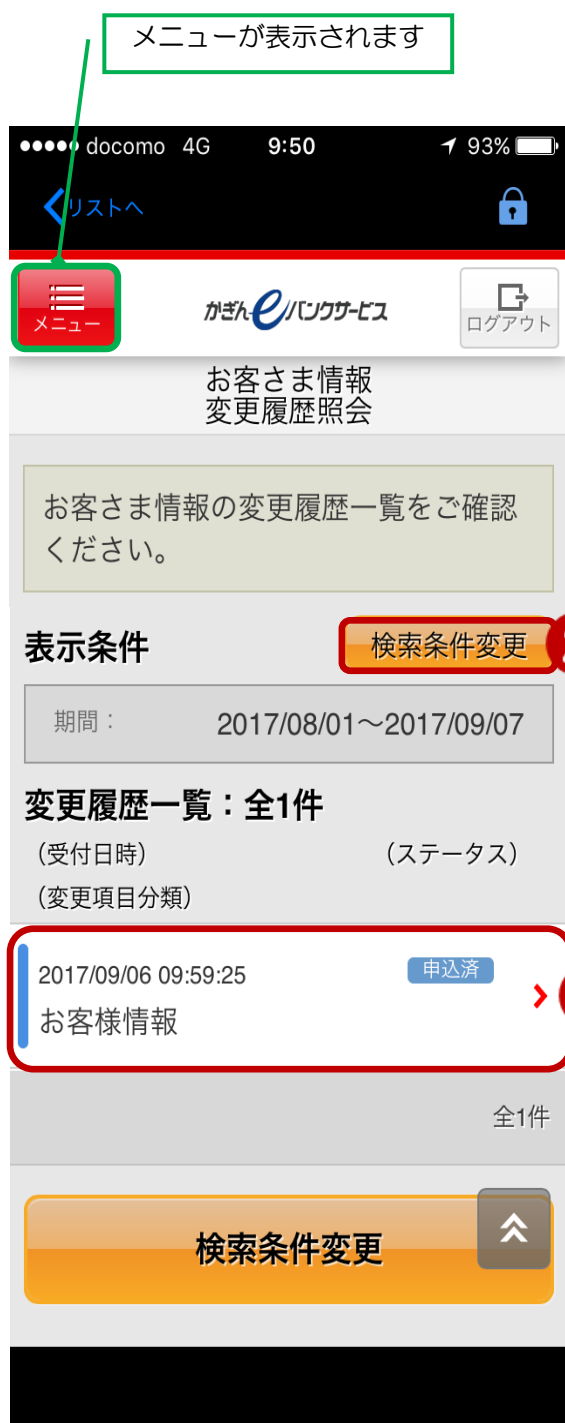 メニューが表示されます
docomo 4G 9:50 93%
リストへ
メニュー
かぎんeバンクサービス
ログアウト
お客さま情報
変更履歴照会
お客さま情報の変更履歴一覧をご確認
ください。
表示条件
検索条件変更
期間： 2017/08/01～2017/09/07
変更履歴一覧：全1件
（受付日時） （ステータス）
（変更項目分類）
2017/09/06 09:59:25 申込済
お客様情報
全1件
検索条件変更